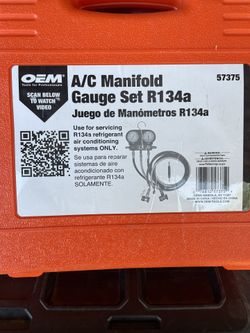 OEM
Tools for Professionals
SCAN BELOW
TO WATCH
VIDEO
A/C Manifold
57375
Gauge Set R134a
Juego de Manómetros R134a
Use for servicing
R134a refrigerant
air conditioning
systems ONLY.
Se usa para reparar
sistemas de aire
acondicionado con
refrigerante R134a
SOLAMENTE.